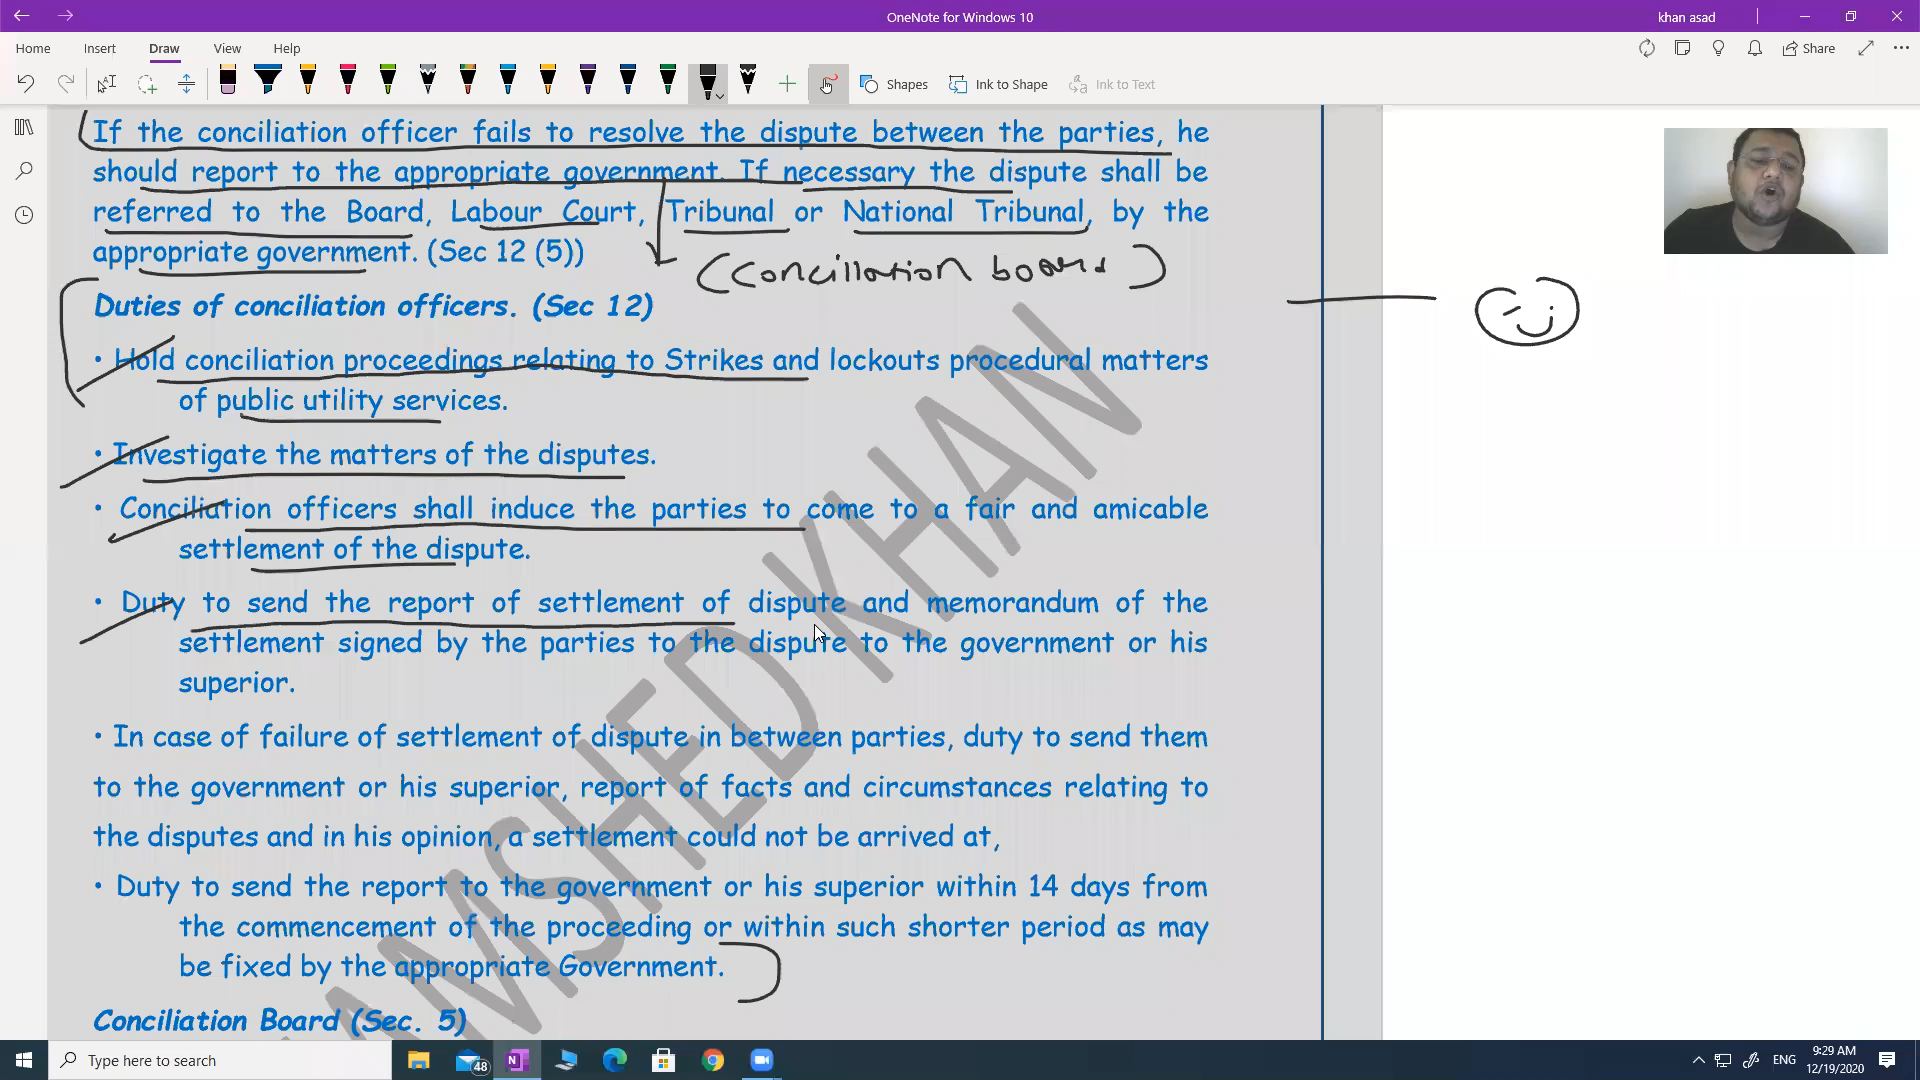 OneNote for Windows 10
khan asad
Home Insert Draw View Help
Share
Shapes Ink to Shape Ink to Text
If the conciliation officer fails to resolve the dispute between the parties, he
should report to the appropriate government. If necessary the dispute shall be
referred to the Board, Labour Court, Tribunal or National Tribunal, by the
appropriate government. (Sec 12 (5))
(Conciliation board)
Duties of conciliation officers. (Sec 12)
• Hold conciliation proceedings relating to Strikes and lockouts procedural matters
of public utility services.
• Investigate the matters of the disputes.
• Conciliation officers shall induce the parties to come to a fair and amicable
settlement of the dispute.
• Duty to send the report of settlement of dispute and memorandum of the
settlement signed by the parties to the dispute to the government or his
superior.
• In case of failure of settlement of dispute in between parties, duty to send them
to the government or his superior, report of facts and circumstances relating to
the disputes and in his opinion, a settlement could not be arrived at,
• Duty to send the report to the government or his superior within 14 days from
the commencement of the proceeding or within such shorter period as may
be fixed by the appropriate Government.
Conciliation Board (Sec. 5)
AMSHED KHAN
Type here to search
48
ENG
9:29 AM
12/19/2020